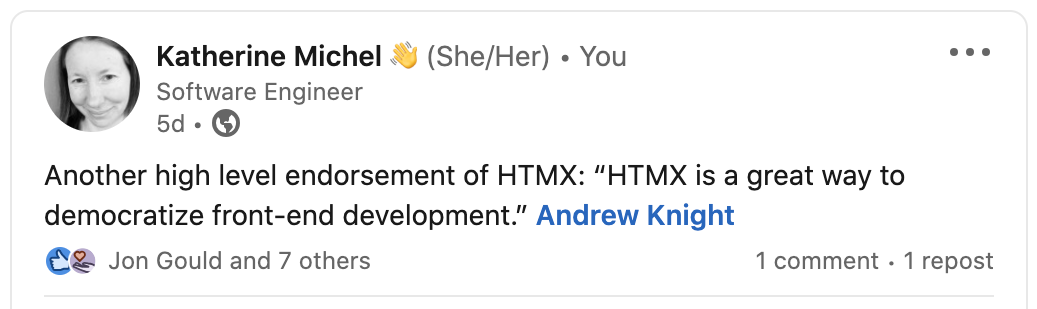 Katherine Michel 👋 (She/Her) • You
Software Engineer
5d •
Another high level endorsement of HTMX: “HTMX is a great way to
democratize front-end development.” Andrew Knight
Jon Gould and 7 others
1 comment • 1 repost